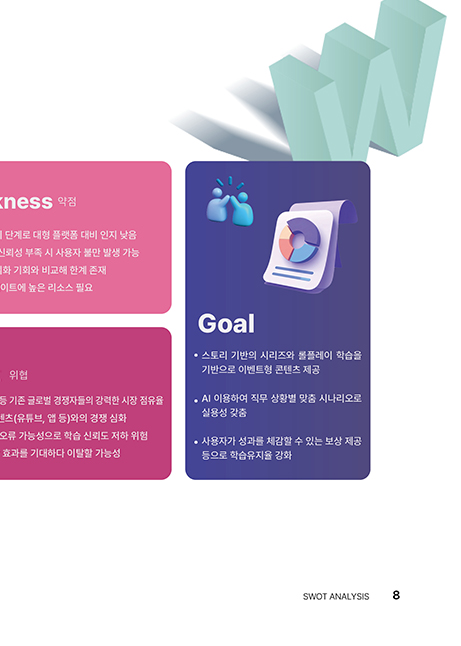 W
kness 약점
단계로 대형 플랫폼 대비 인지 낮음
신뢰성 부족 시 사용자 불만 발생 가능
화 기회와 비교해 한계 존재
이트에 높은 리소스 필요
위협
등 기존 글로벌 경쟁자들의 강력한 시장 점유율
텐츠(유튜브, 앱 등)와의 경쟁 심화
오류 가능성으로 학습 신뢰도 저하 위험
효과를 기대하다 이탈할 가능성
Goal
• 스토리 기반의 시리즈와 롤플레이 학습을
기반으로 이벤트형 콘텐츠 제공
• AI 이용하여 직무 상황별 맞춤 시나리오로
실용성 갖춤
• 사용자가 성과를 체감할 수 있는 보상 제공
등으로 학습유지율 강화
SWOT ANALYSIS 8